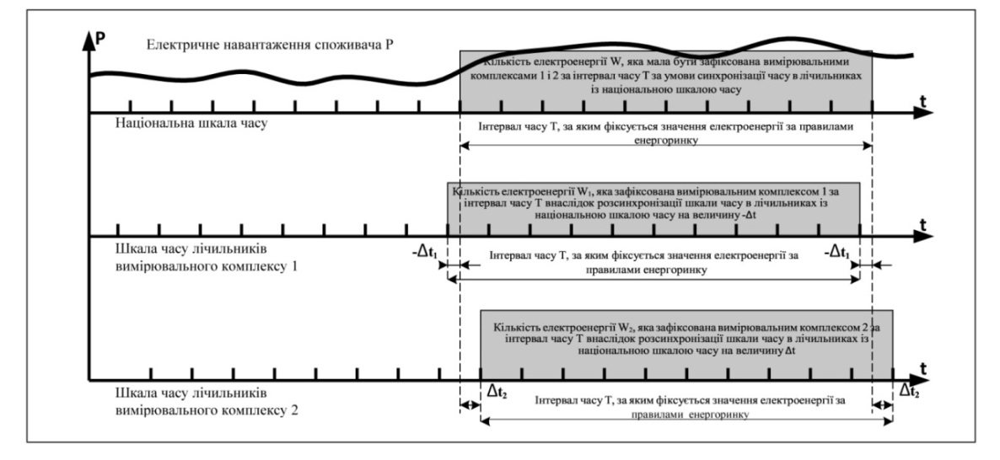 P
Електричне навантаження споживача P
Кількість електроенергії W, яка мала бути зафіксована вимірювальними
комплексами 1 і 2 за інтервал часу T за умови синхронізації часу в лічильниках
із національною шкалою часу
t
Національна шкала часу
Інтервал часу T, за яким фіксується значення електроенергії за правилами
енергоринку
Кількість електроенергії W₁, яка зафіксована вимірювальним комплексом 1 за
інтервал часу T внаслідок розсинхронізації шкали часу в лічильниках із
національною шкалою часу на величину -Δt
t
Шкала часу лічильників
вимірювального комплексу 1
-Δt₁
Інтервал часу T, за яким фіксується значення електроенергії за
правилами енергоринку
-Δt₁
Кількість електроенергії W₂, яка зафіксована вимірювальним комплексом 2 за
інтервал часу T внаслідок розсинхронізації шкали часу в лічильниках із
національною шкалою часу на величину Δt
t
Шкала часу лічильників
вимірювального комплексу 2
Δt₂
Інтервал часу T, за яким фіксується значення електроенергії за
правилами енергоринку
Δt₂